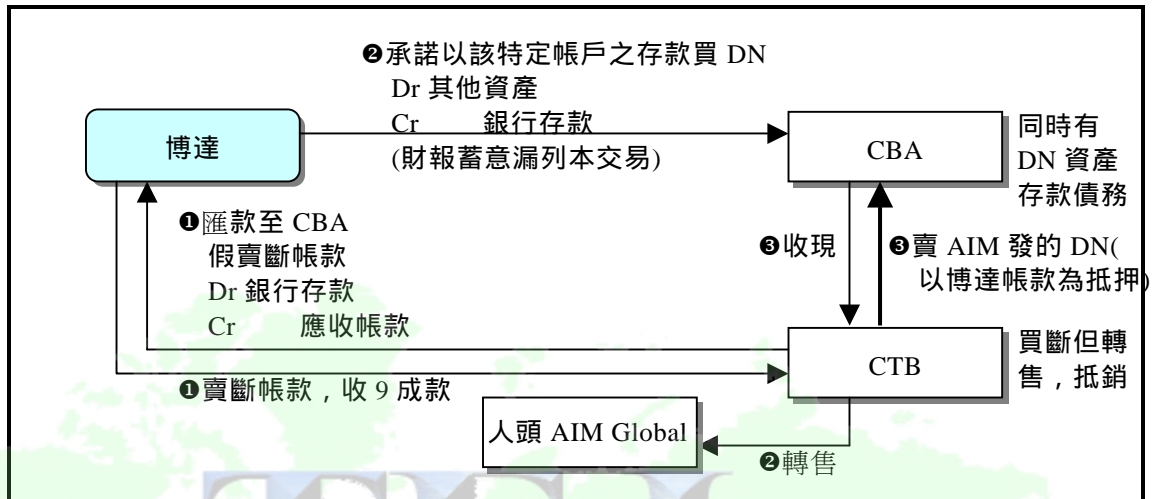 ❷承諾以該特定帳戶之存款買 DN
Dr 其他資產
Cr 銀行存款
(財報蓄意漏列本交易)
博達
CBA
同時有
DN 資產
存款債務
❶匯款至 CBA
假賣斷帳款
Dr 銀行存款
Cr 應收帳款
❸收現
❸賣 AIM 發的 DN(
以博達帳款為抵押)
CTB
買斷但轉
售，抵銷
❶賣斷帳款，收 9 成款
人頭 AIM Global
❷轉售